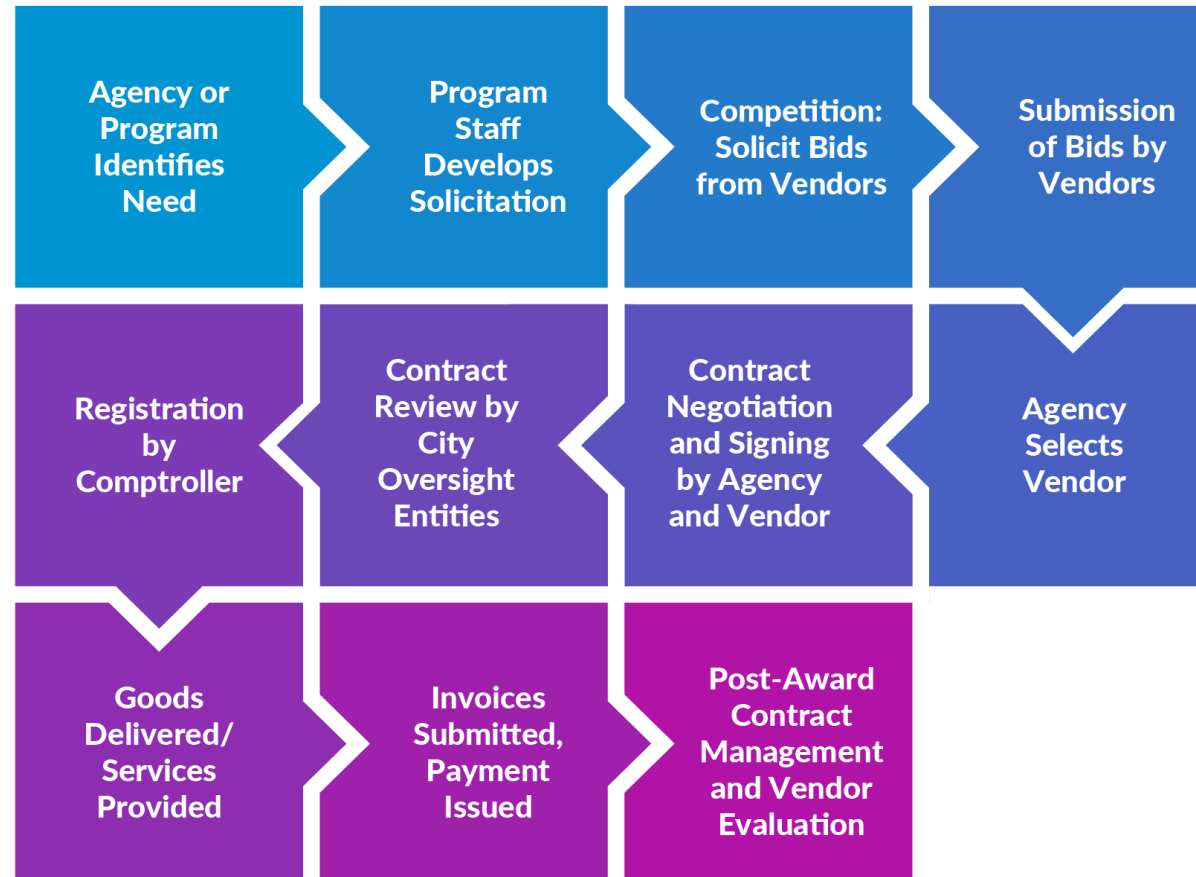 Agency or
Program
Identifies
Need
Program
Staff
Develops
Solicitation
Competition:
Solicit Bids
from Vendors
Submission
of Bids by
Vendors
Agency
Selects
Vendor
Contract
Negotiation
and Signing
by Agency
and Vendor
Contract
Review by
City
Oversight
Entities
Registration
by
Comptroller
Goods
Delivered/
Services
Provided
Invoices
Submitted,
Payment
Issued
Post-Award
Contract
Management
and Vendor
Evaluation